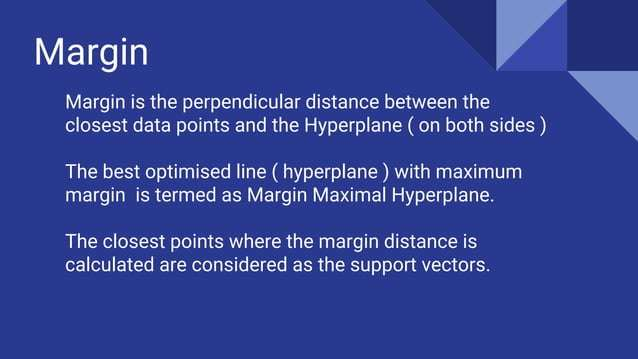 Margin
Margin is the perpendicular distance between the
closest data points and the Hyperplane ( on both sides )
The best optimised line ( hyperplane ) with maximum
margin  is termed as Margin Maximal Hyperplane.
The closest points where the margin distance is
calculated are considered as the support vectors.